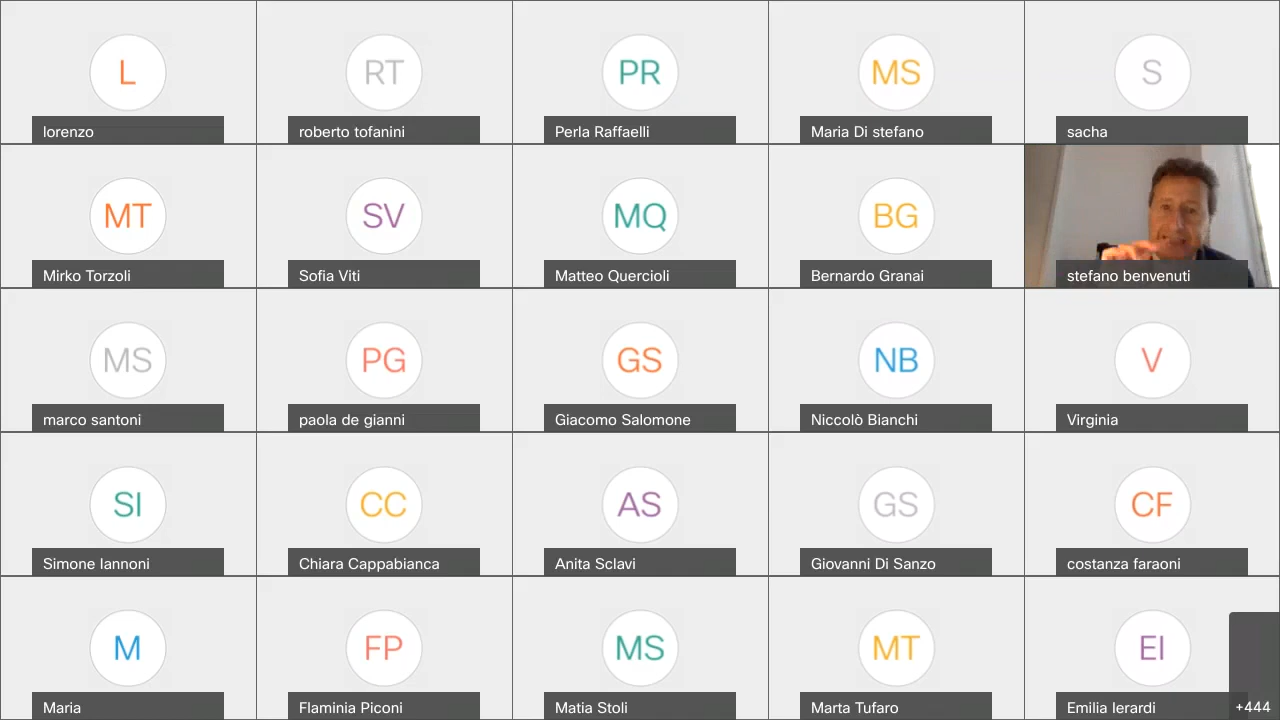 L
RT
PR
MS
S
lorenzo
roberto tofanini
Perla Raffaelli
Maria Di stefano
sacha
MT
SV
MQ
BG
Mirko Torzoli
Sofia Viti
Matteo Quercioli
Bernardo Granai
stefano benvenuti
MS
PG
GS
NB
V
marco santoni
paola de gianni
Giacomo Salomone
Niccolò Bianchi
Virginia
SI
CC
AS
GS
CF
Simone Iannoni
Chiara Cappabianca
Anita Sclavi
Giovanni Di Sanzo
costanza faraoni
M
FP
MS
MT
EI
Maria
Flaminia Piconi
Matia Stoli
Marta Tufaro
Emilia Ierardi
+444